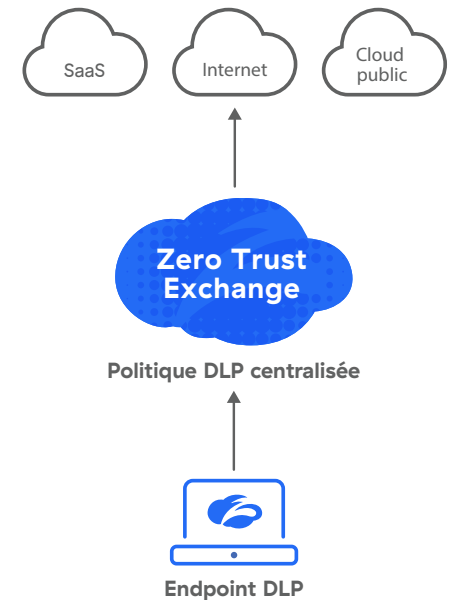 SaaS
Internet
Cloud
public
Zero Trust
Exchange
Politique DLP centralisée
Endpoint DLP